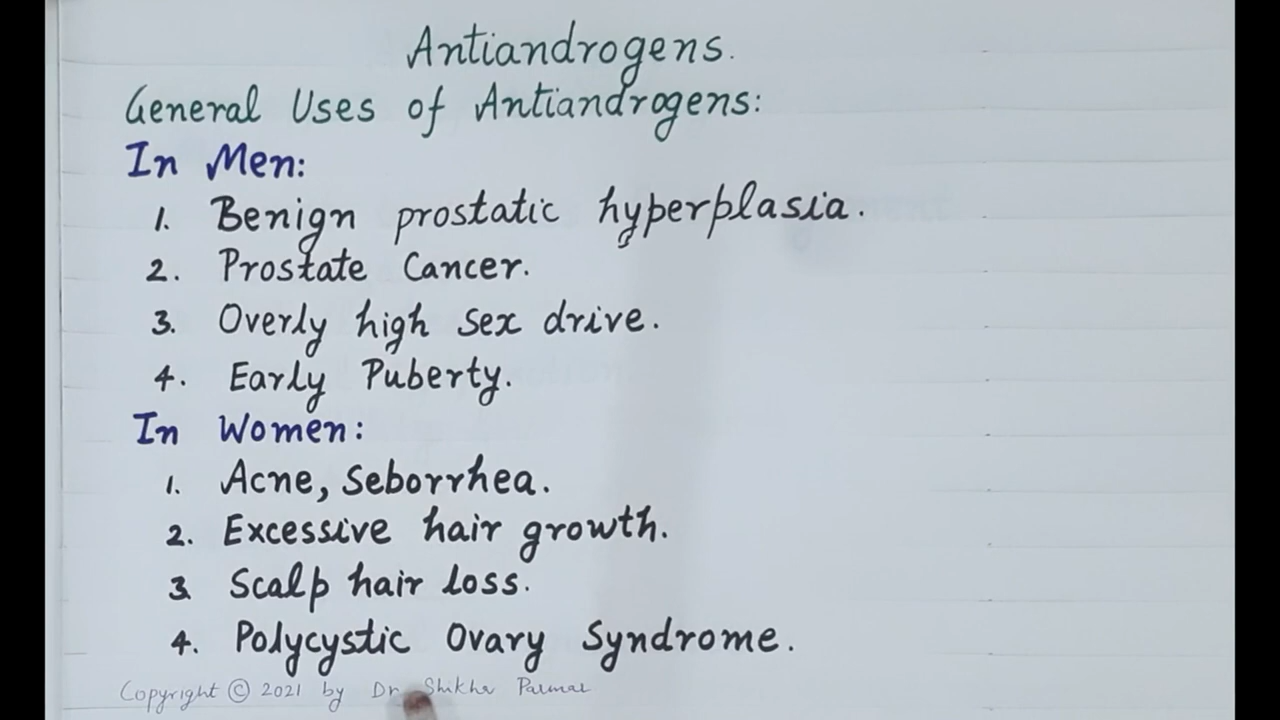 Antiandrogens.
General Uses of Antiandrogens:
In Men:
1. Benign prostatic hyperplasia.
2. Prostate Cancer.
3. Overly high sex drive.
4. Early Puberty.
In Women:
1. Acne, Seborrhea.
2. Excessive hair growth.
3 Scalp hair loss.
4. Polycystic Ovary Syndrome.
Copyright © 2021 by Dr. Shikha Parmar